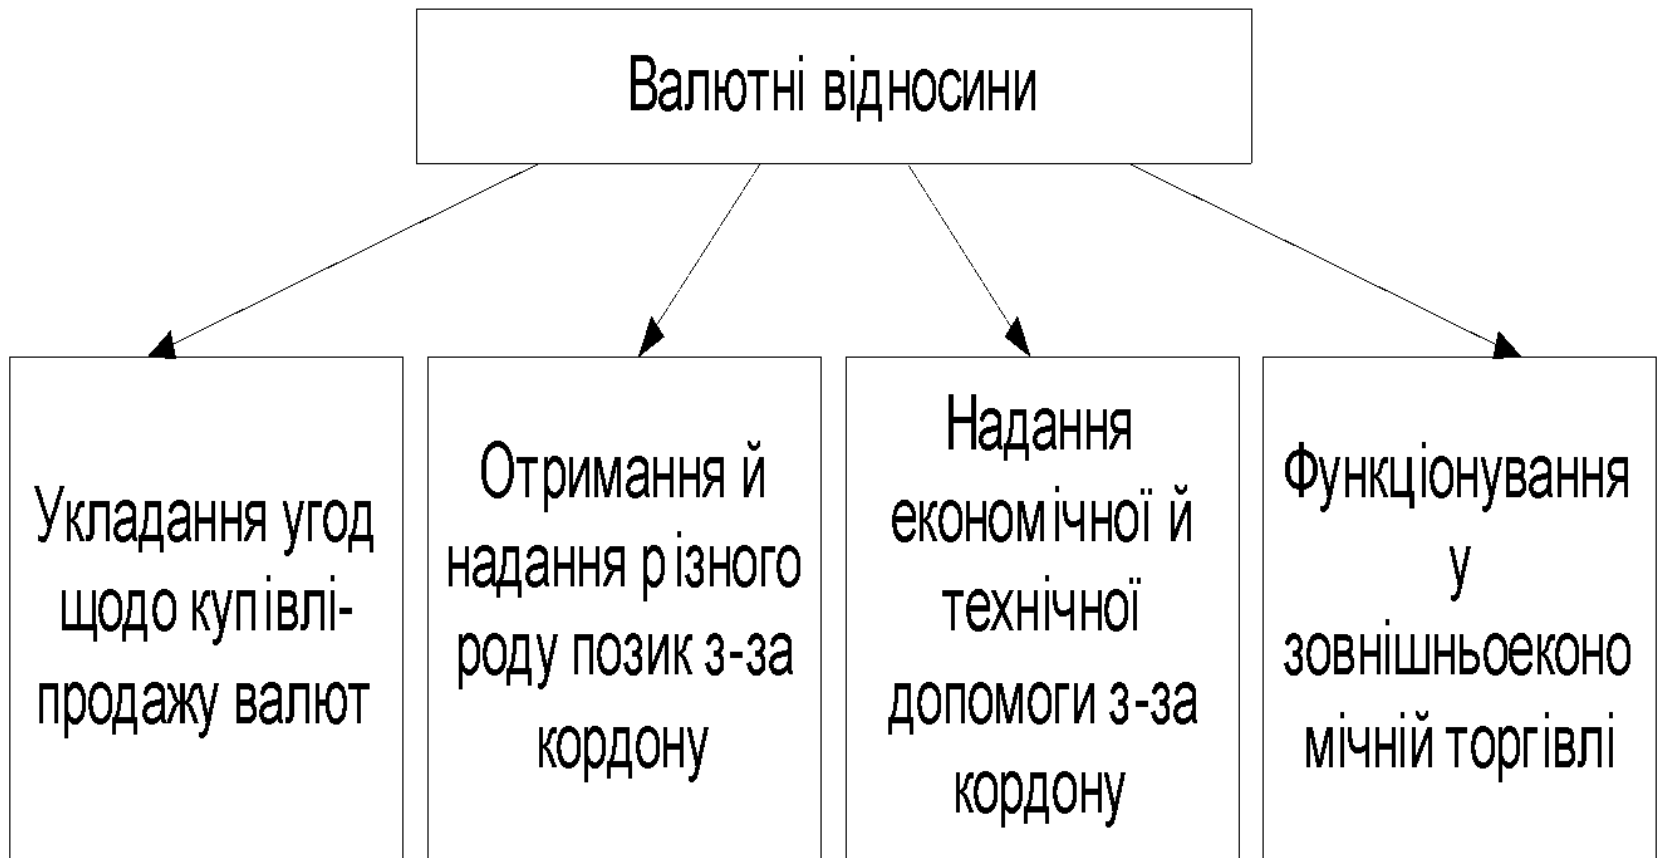 Валютні відносини
Укладання угод
щодо купівлі-
продажу валют
Отримання й
надання різного
роду позик з-за
кордону
Надання
економічної й
технічної
допомоги з-за
кордону
Функціонування
у
зовнішньоеконо
мічній торгівлі